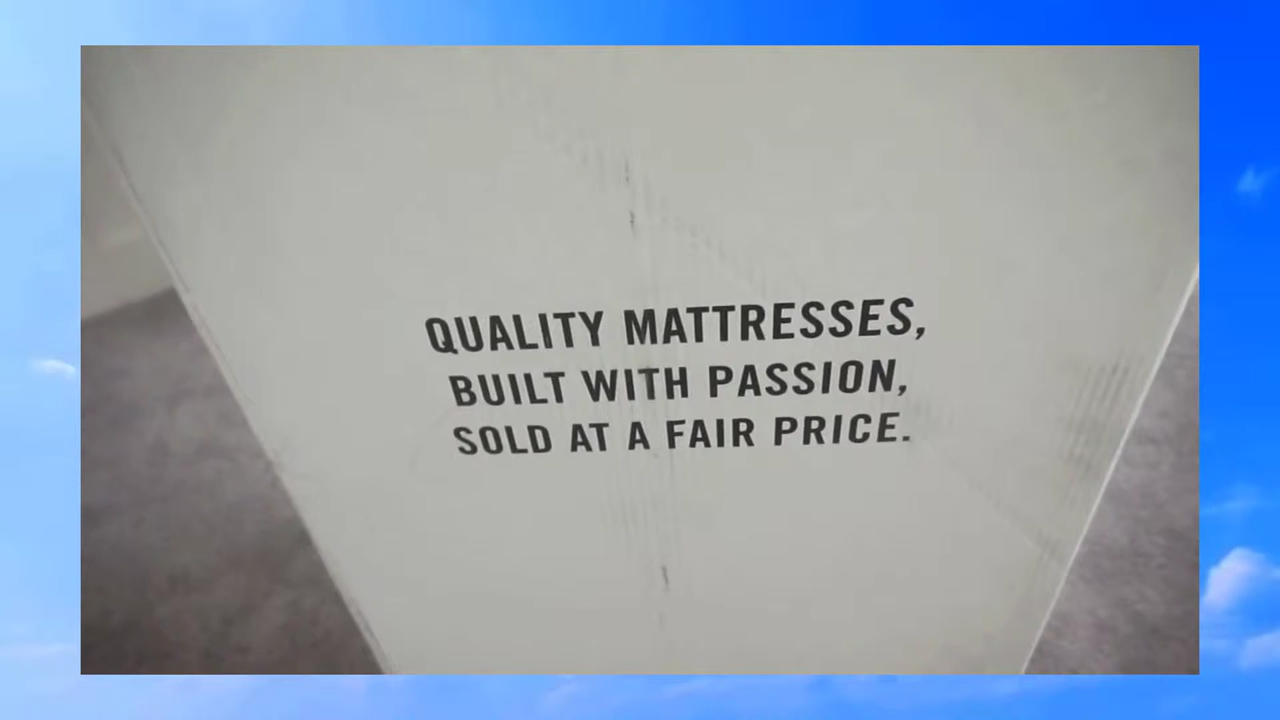 QUALITY MATTRESSES,
BUILT WITH PASSION,
SOLD AT A FAIR PRICE.